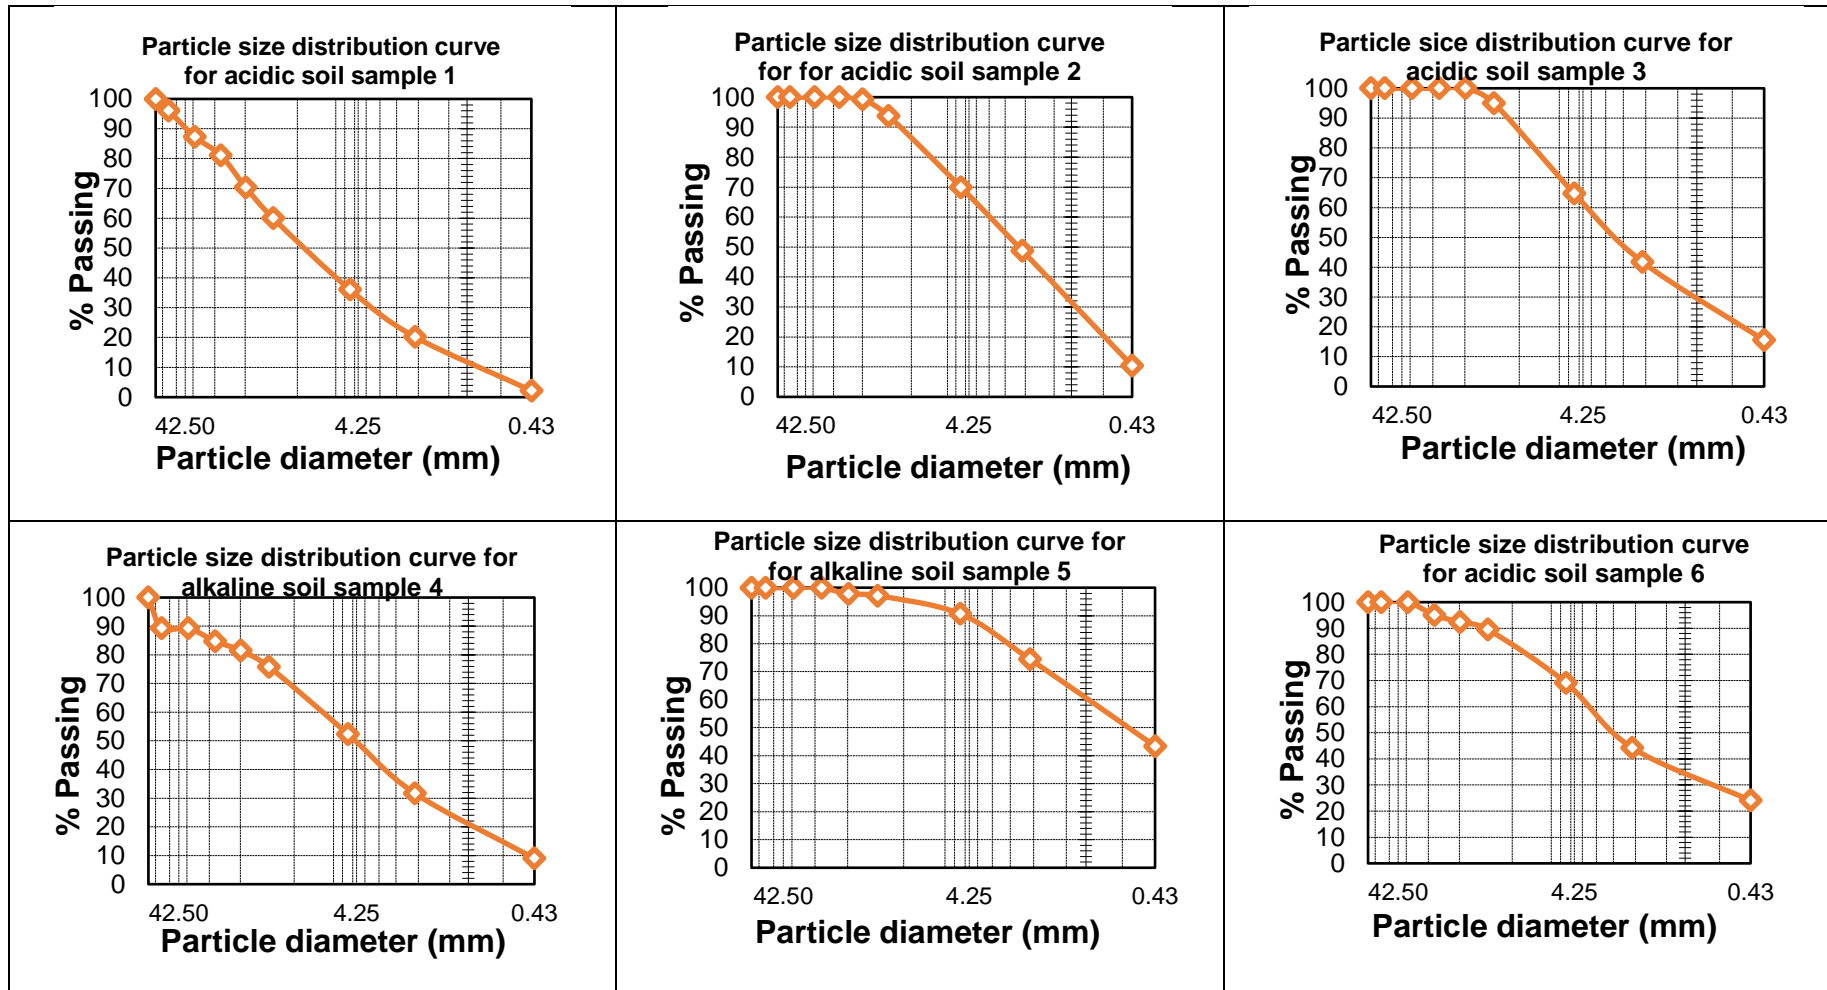 Particle size distribution curve
for acidic soil sample 1
100
90
80
70
60
50
40
30
20
10
0
% Passing
42.50 4.25 0.43
Particle diameter (mm)
Particle size distribution curve
for for acidic soil sample 2
100
90
80
70
60
50
40
30
20
10
0
% Passing
42.50 4.25 0.43
Particle diameter (mm)
Particle sice distribution curve for
acidic soil sample 3
100
90
80
70
60
50
40
30
20
10
0
% Passing
42.50 4.25 0.43
Particle diameter (mm)
Particle size distribution curve for
alkaline soil sample 4
100
90
80
70
60
50
40
30
20
10
0
% Passing
42.50 4.25 0.43
Particle diameter (mm)
Particle size distribution curve for
for alkaline soil sample 5
100
90
80
70
60
50
40
30
20
10
0
% Passing
42.50 4.25 0.43
Particle diameter (mm)
Particle size distribution curve
for acidic soil sample 6
100
90
80
70
60
50
40
30
20
10
0
% Passing
42.50 4.25 0.43
Particle diameter (mm)